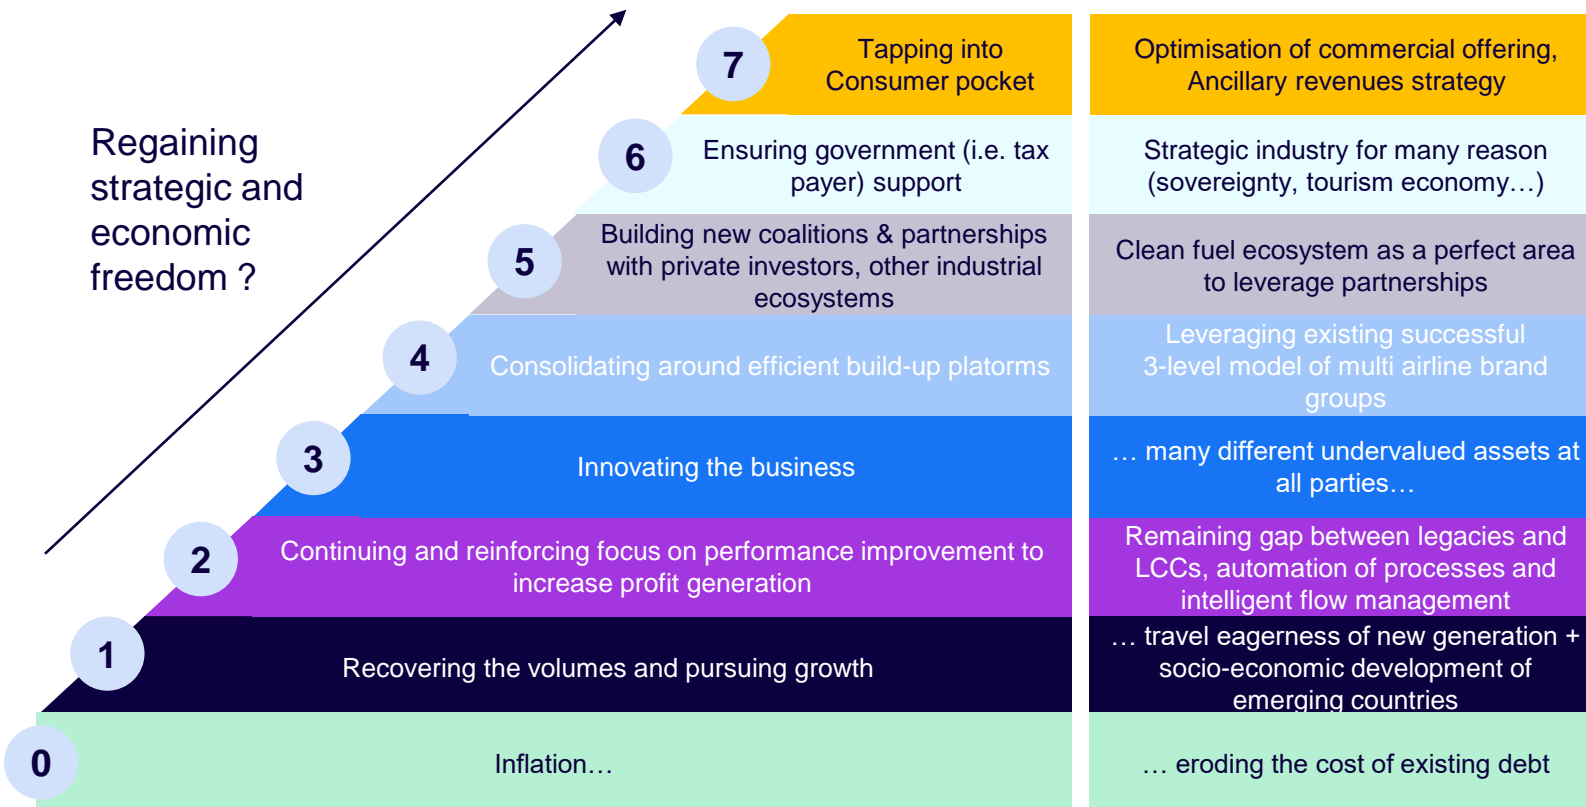 Regaining
strategic and
economic
freedom ?
7
Tapping into
Consumer pocket
Optimisation of commercial offering,
Ancillary revenues strategy
6
Ensuring government (i.e. tax
payer) support
Strategic industry for many reason
(sovereignty, tourism economy…)
5
Building new coalitions & partnerships
with private investors, other industrial
ecosystems
Clean fuel ecosystem as a perfect area
to leverage partnerships
4
Consolidating around efficient build-up platorms
Leveraging existing successful
3-level model of multi airline brand
groups
3
Innovating the business
… many different undervalued assets at
all parties…
2
Continuing and reinforcing focus on performance improvement to
increase profit generation
Remaining gap between legacies and
LCCs, automation of processes and
intelligent flow management
1
Recovering the volumes and pursuing growth
… travel eagerness of new generation +
socio-economic development of
emerging countries
0
Inflation…
… eroding the cost of existing debt